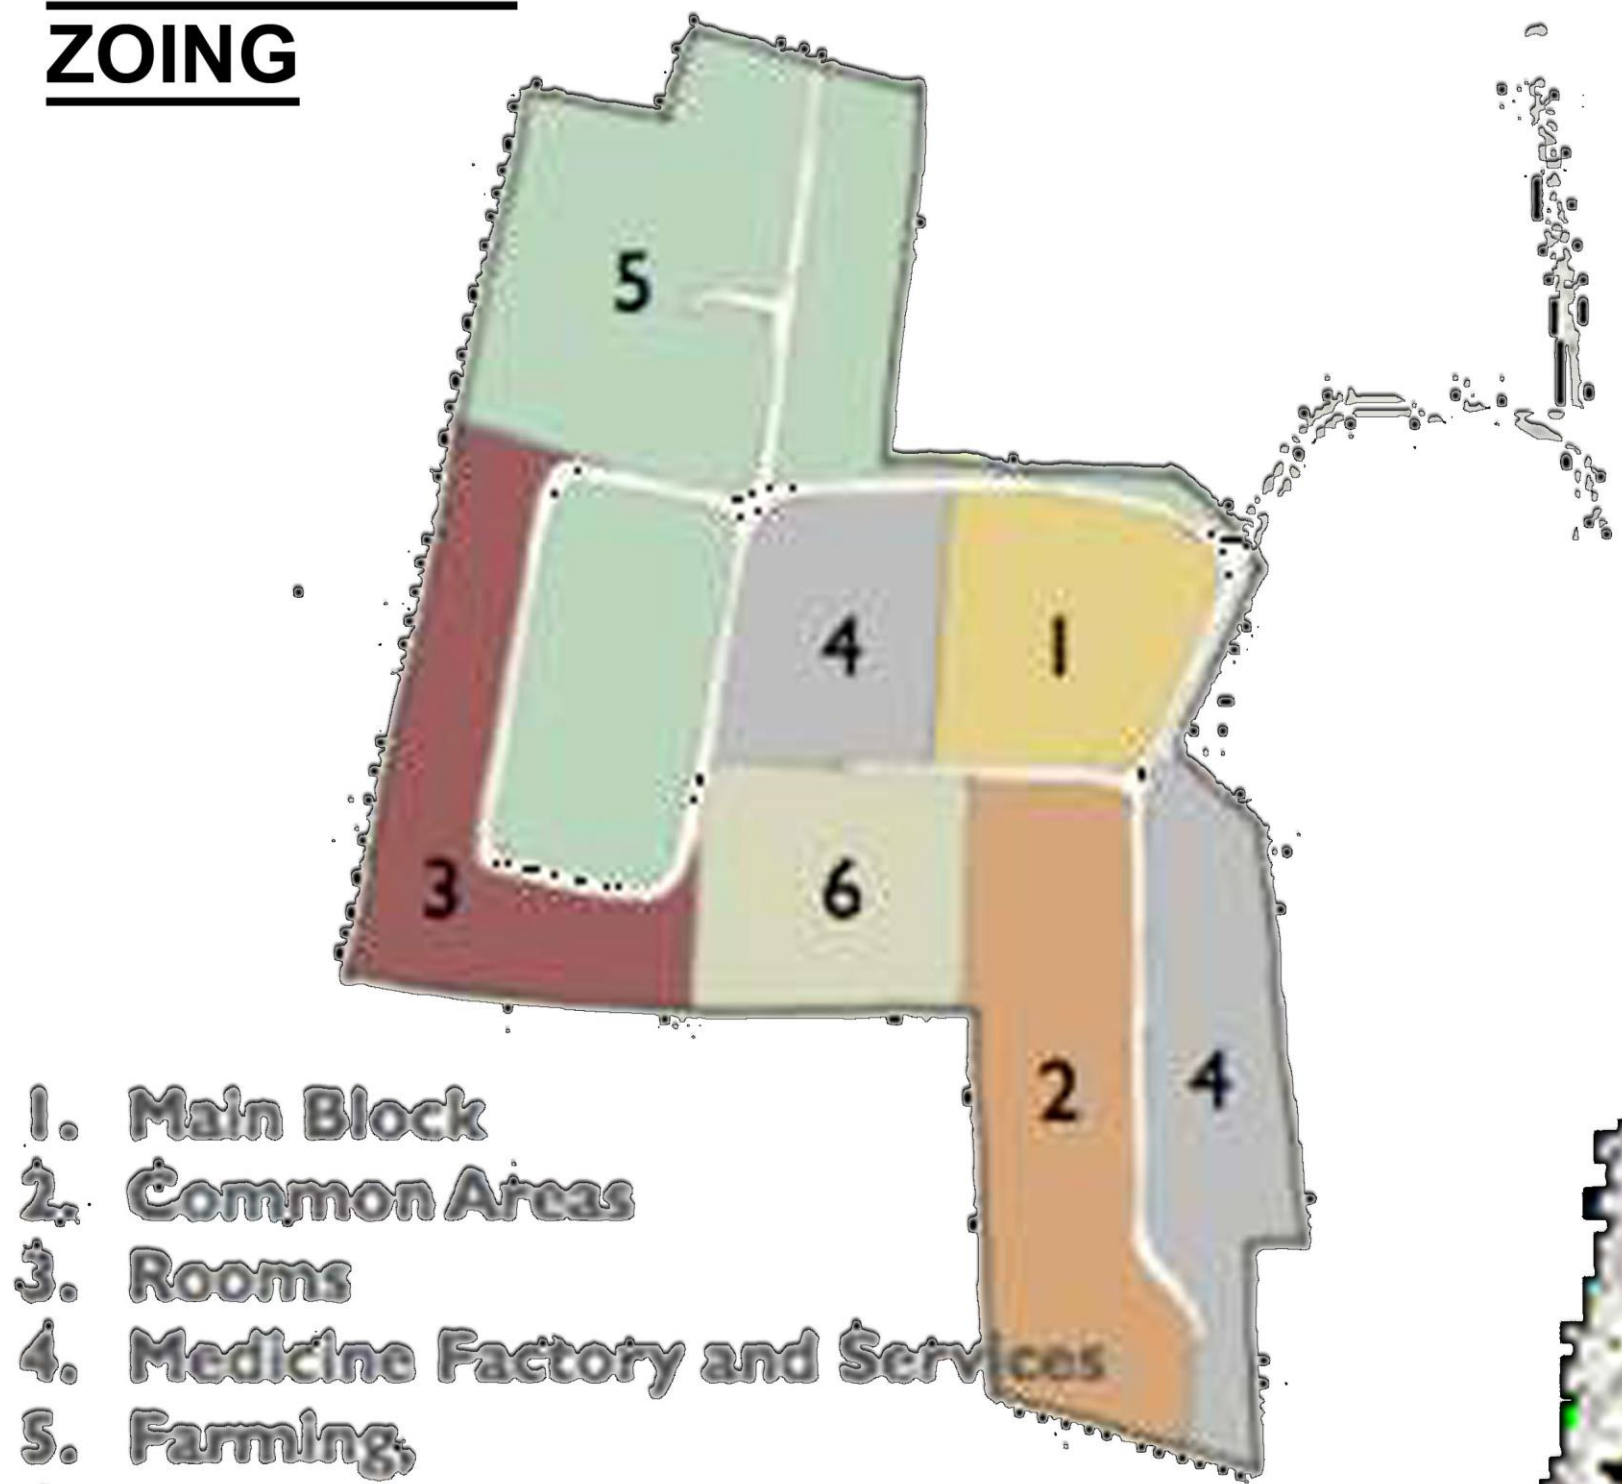 ZOING
5
4
1
3
6
2
4
1. Main Block
2. Common Areas
3. Rooms
4. Medicine Factory and Services
5. Farming,